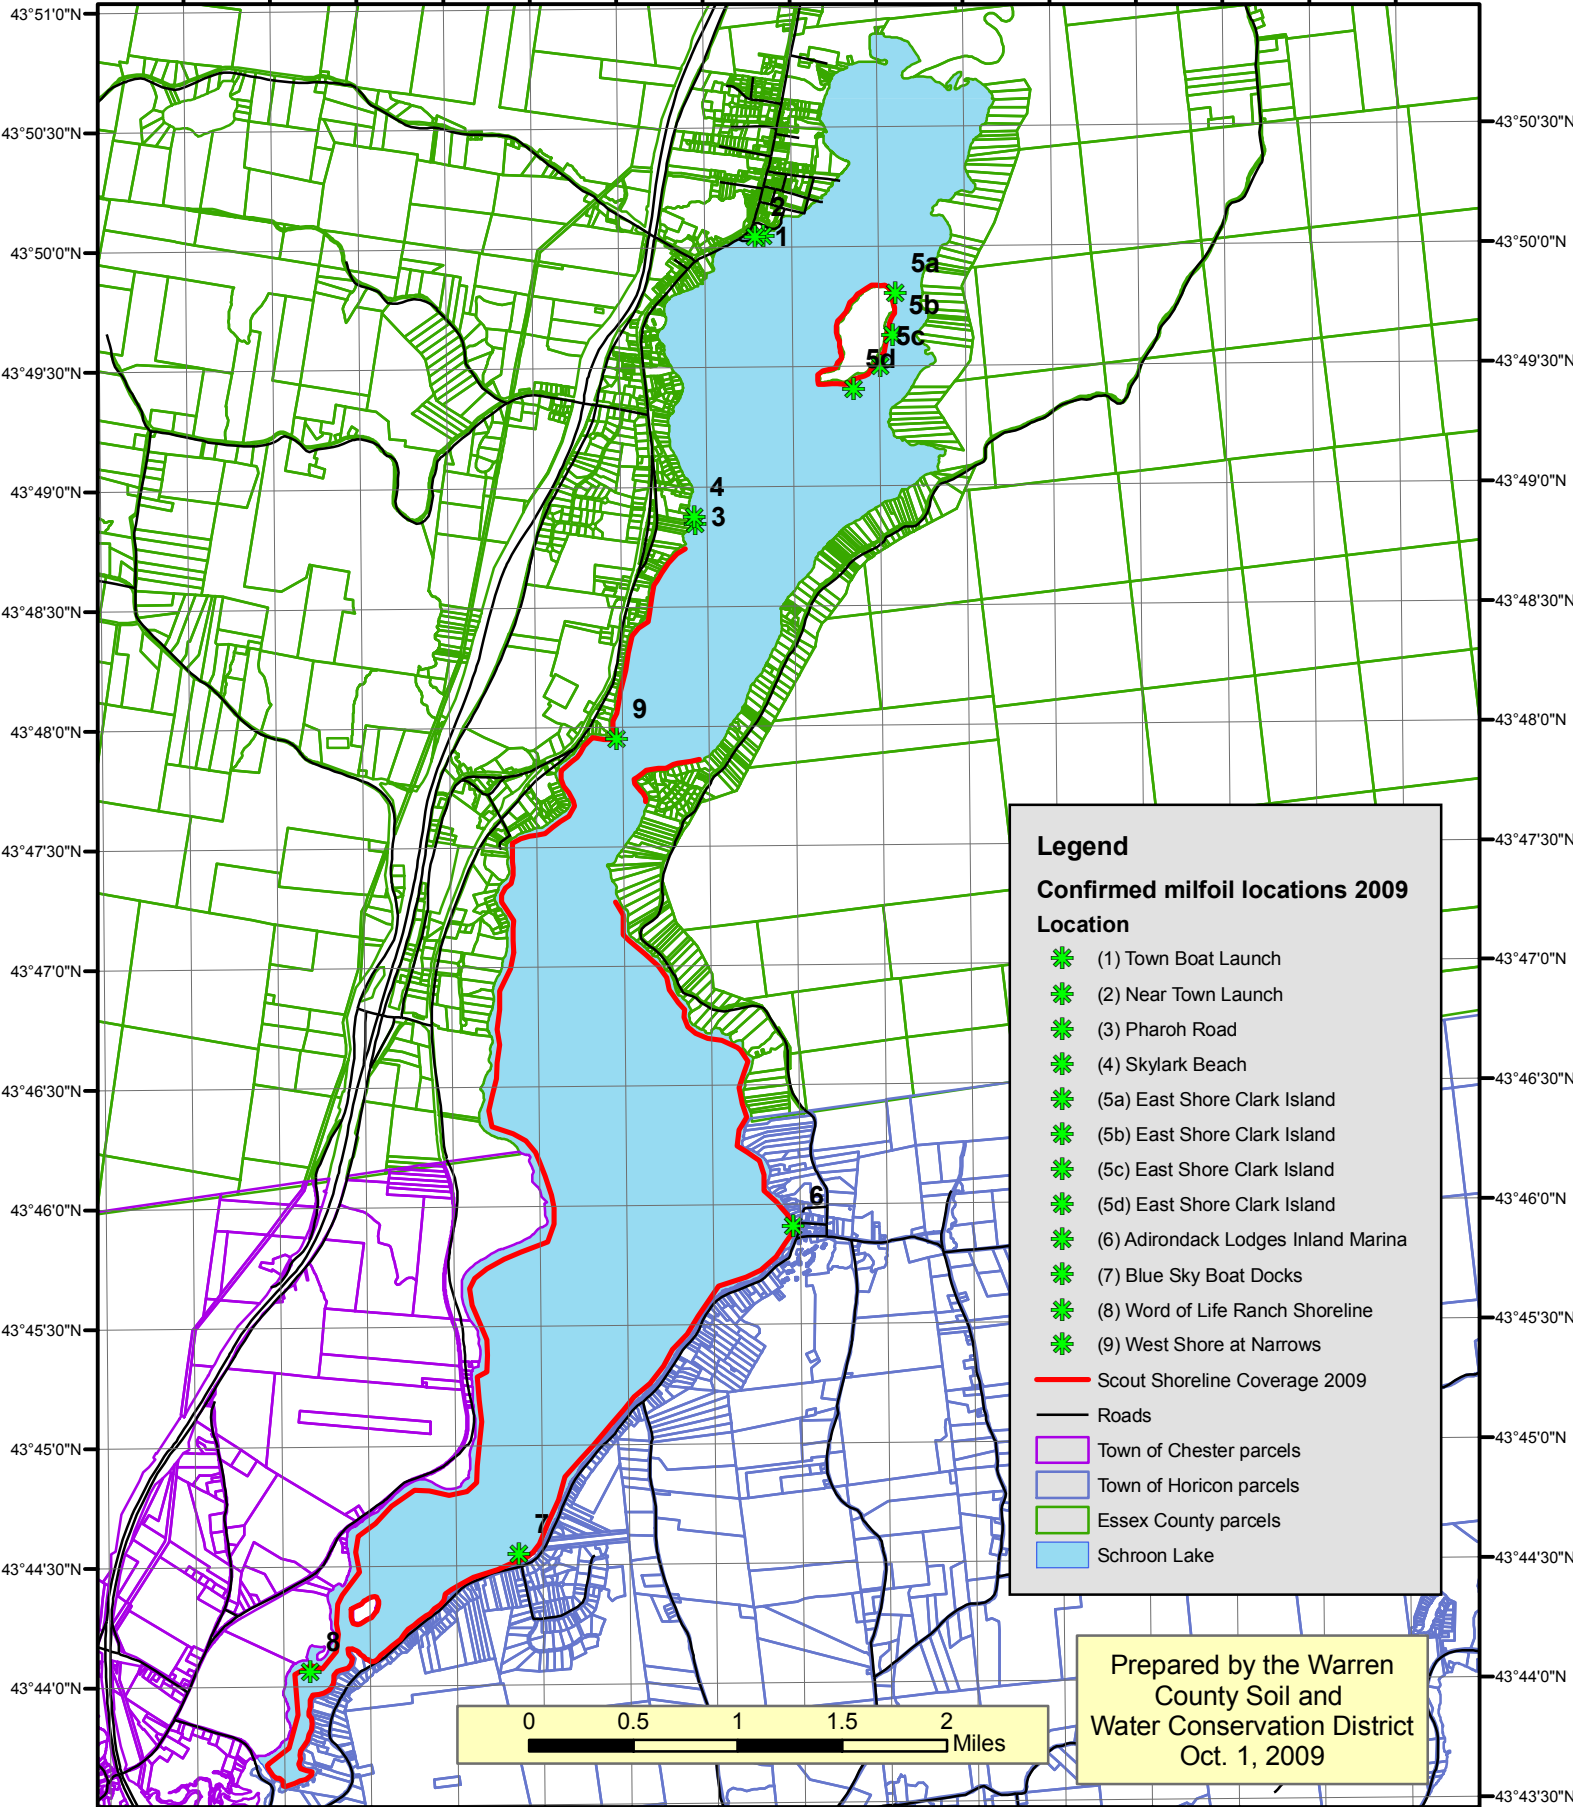 43°51'0"N
43°50'30"N
43°50'0"N
43°49'30"N
43°49'0"N
43°48'30"N
43°48'0"N
43°47'30"N
43°47'0"N
43°46'30"N
43°46'0"N
43°45'30"N
43°45'0"N
43°44'30"N
43°44'0"N
2
1
5a
5b
5c
5d
4
3
9
6
7
8
43°50'30"N
43°50'0"N
43°49'30"N
43°49'0"N
43°48'30"N
43°48'0"N
43°47'30"N
43°47'0"N
43°46'30"N
43°46'0"N
43°45'30"N
43°45'0"N
43°44'30"N
43°44'0"N
43°43'30"N
Legend
Confirmed milfoil locations 2009
Location
(1) Town Boat Launch
(2) Near Town Launch
(3) Pharoh Road
(4) Skylark Beach
(5a) East Shore Clark Island
(5b) East Shore Clark Island
(5c) East Shore Clark Island
(5d) East Shore Clark Island
(6) Adirondack Lodges Inland Marina
(7) Blue Sky Boat Docks
(8) Word of Life Ranch Shoreline
(9) West Shore at Narrows
Scout Shoreline Coverage 2009
Roads
Town of Chester parcels
Town of Horicon parcels
Essex County parcels
Schroon Lake
0 0.5 1 1.5 2
Miles
Prepared by the Warren
County Soil and
Water Conservation District
Oct. 1, 2009